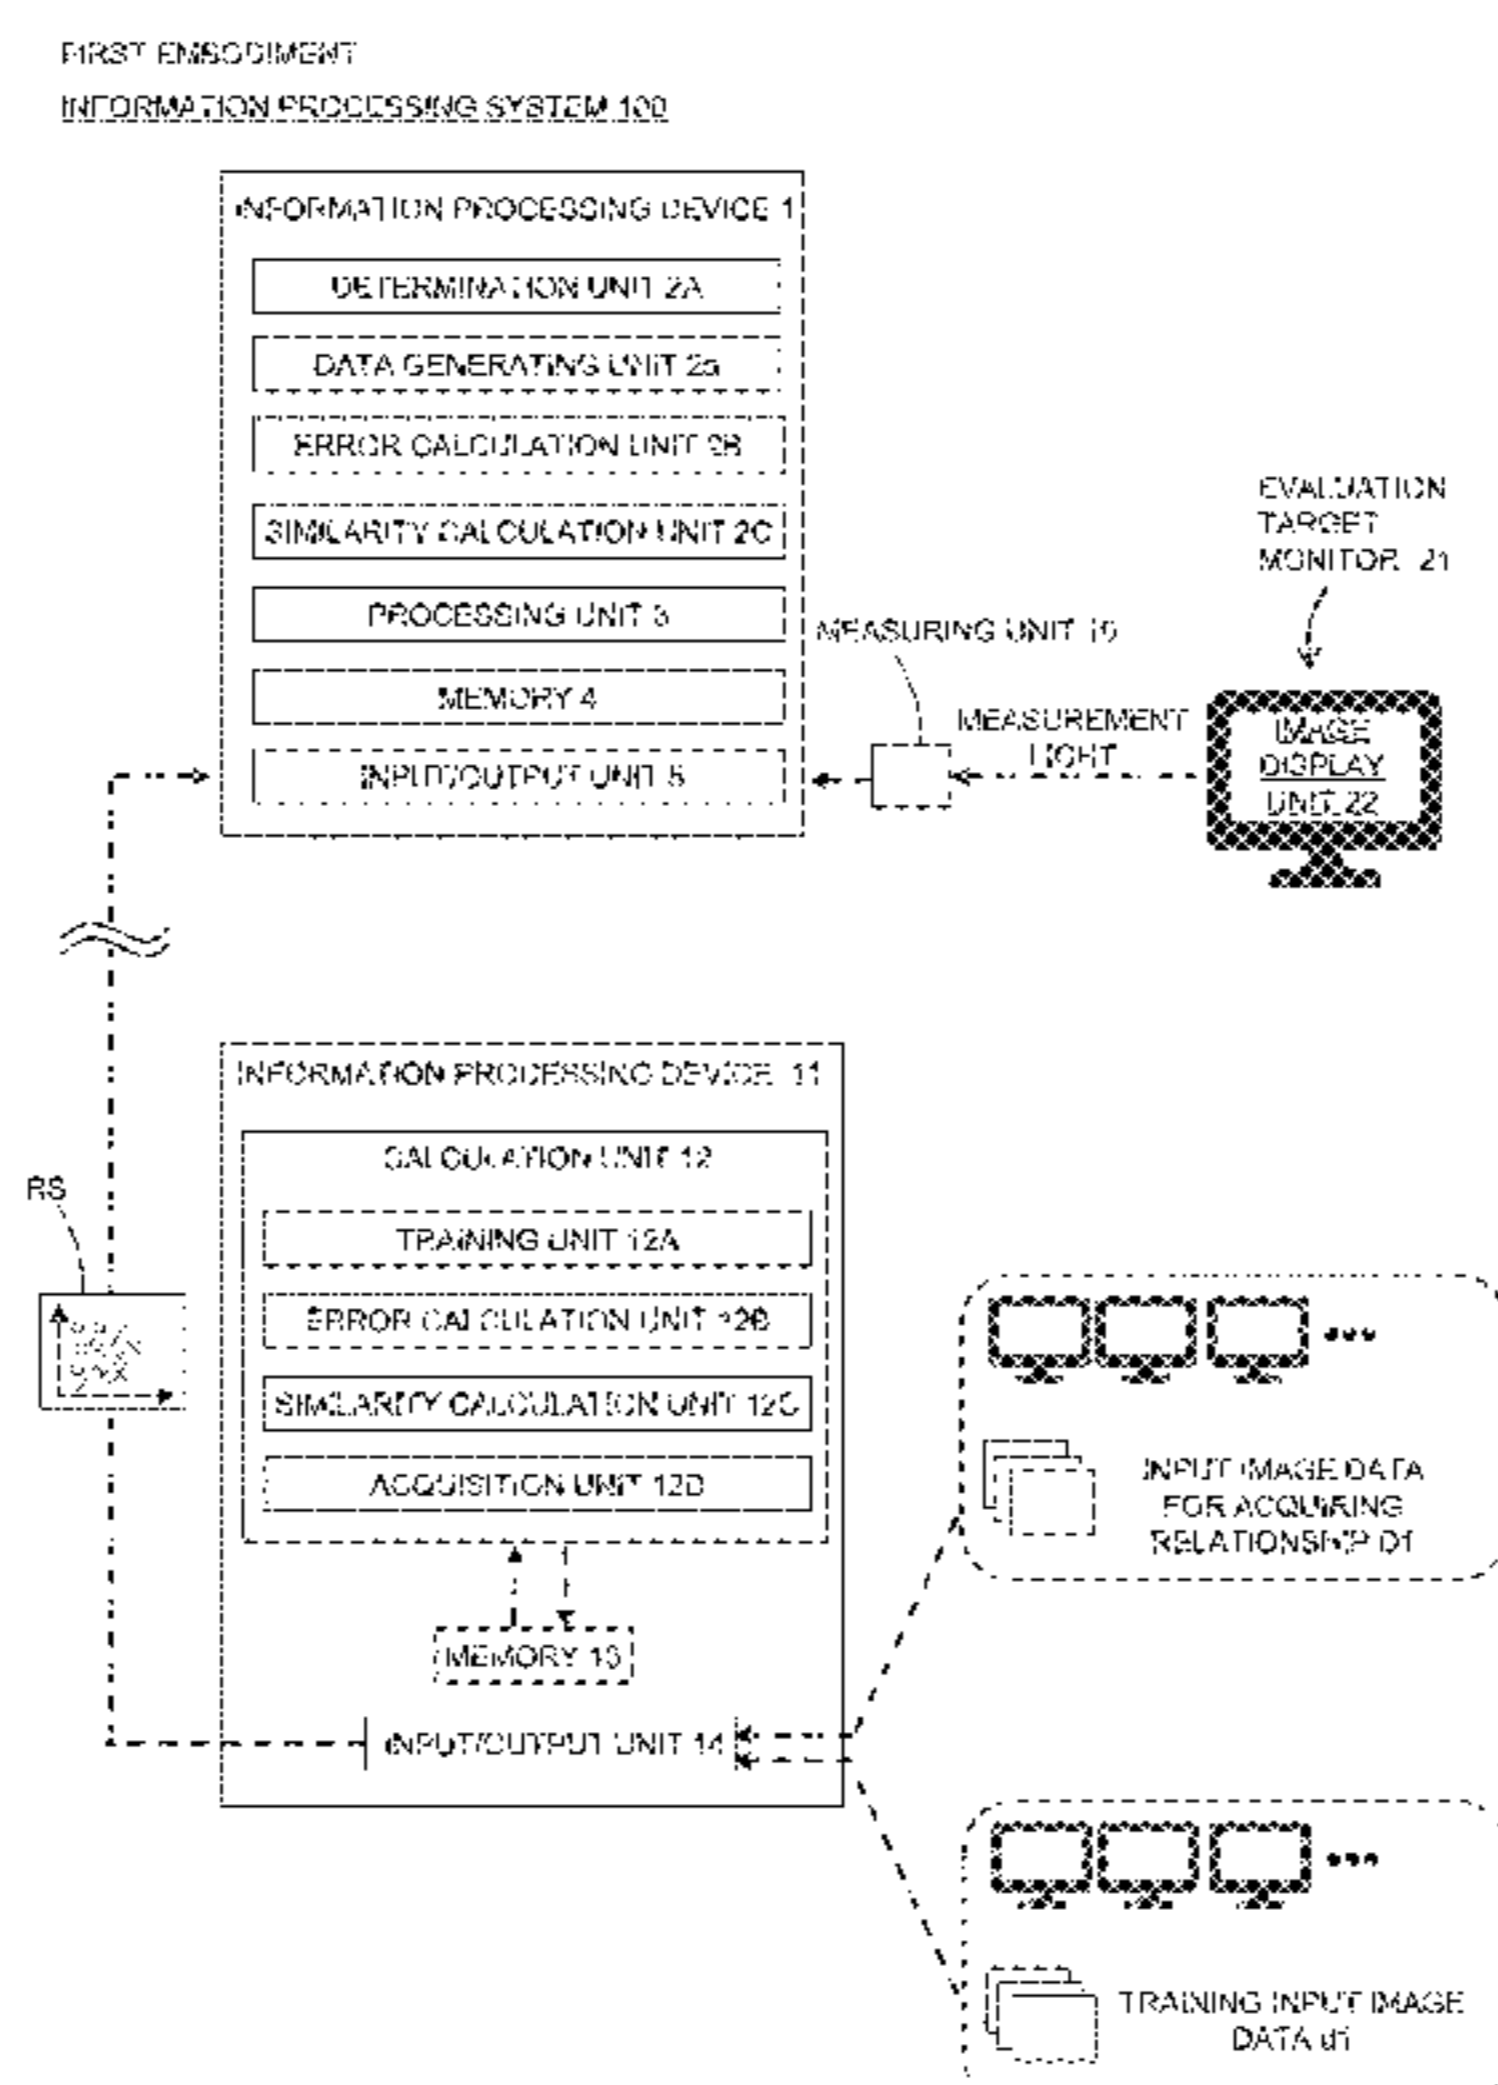 FIRST EMBODIMENT
INFORMATION PROCESSING SYSTEM 100
INFORMATION PROCESSING DEVICE 1
DETERMINATION UNIT 2A
DATA GENERATING UNIT 2a
ERROR CALCULATION UNIT 2B
SIMILARITY CALCULATION UNIT 2C
PROCESSING UNIT 3
MEMORY 4
INPUT/OUTPUT UNIT 5
MEASURING UNIT
MEASUREMENT
LIGHT
EVALUATION
TARGET
MONITOR 21
IMAGE
DISPLAY
UNIT 22
INFORMATION PROCESSING DEVICE 11
CALCULATION UNIT 12
TRAINING UNIT 12A
ERROR CALCULATION UNIT 12B
SIMILARITY CALCULATION UNIT 12C
ACQUISITION UNIT 12D
MEMORY 13
INPUT/OUTPUT UNIT 14
RS
INPUT IMAGE DATA
FOR ACQUIRING
RELATIONSHIP D1
TRAINING INPUT IMAGE
DATA d1